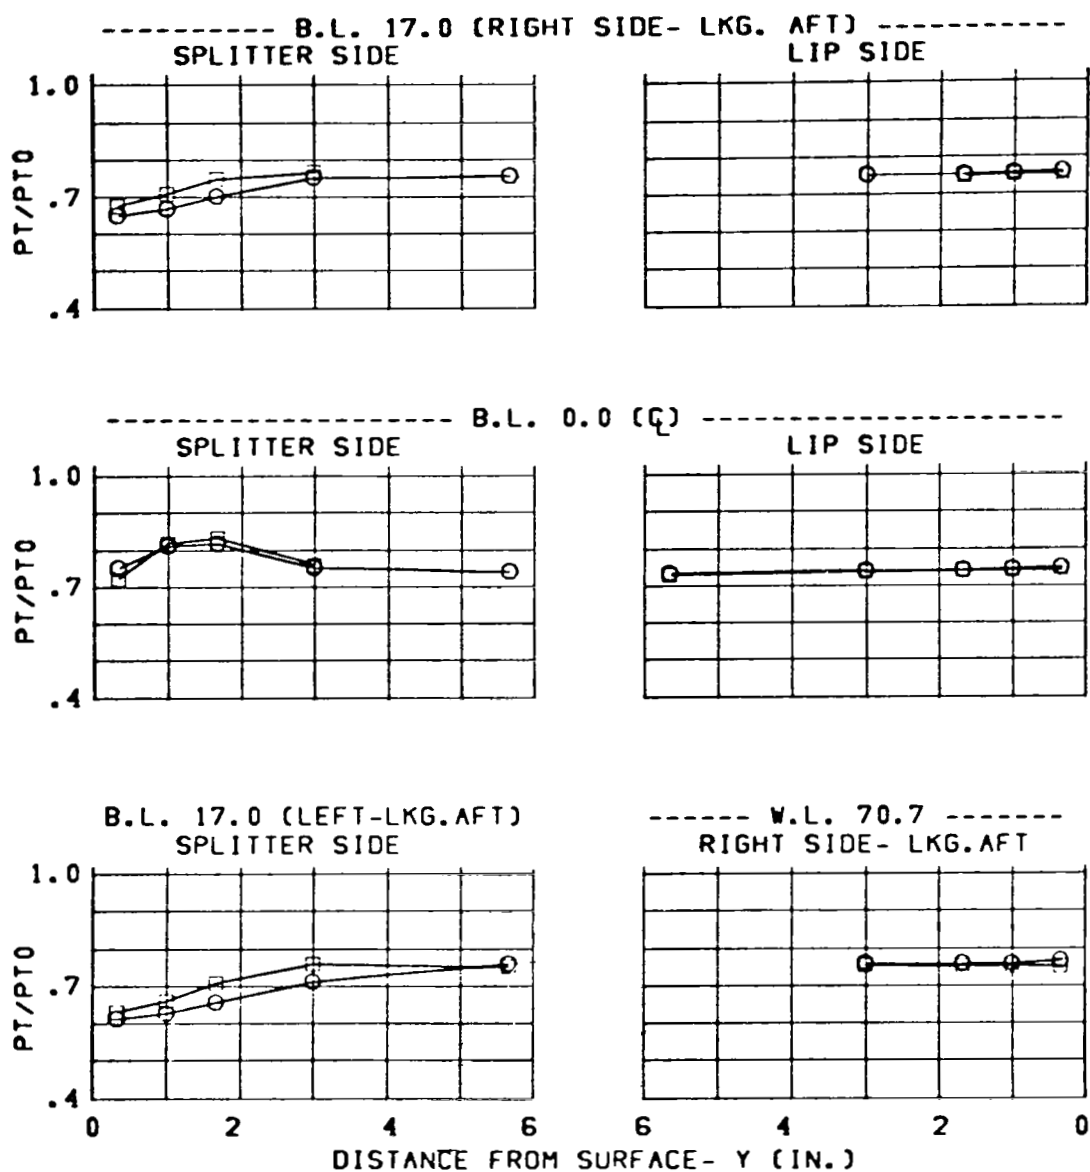 ---------- B.L. 17.0 (RIGHT SIDE- LKG. AFT) ----------
SPLITTER SIDE LIP SIDE
1.0
PT/PT0
.7
.4
-------------------- B.L. 0.0 (℄) ---------------------
SPLITTER SIDE LIP SIDE
1.0
PT/PT0
.7
.4
B.L. 17.0 (LEFT-LKG.AFT) ------ W.L. 70.7 -------
SPLITTER SIDE RIGHT SIDE- LKG.AFT
1.0
PT/PT0
.7
.4
0 2 4 6 6 4 2 0
DISTANCE FROM SURFACE- Y (IN.)